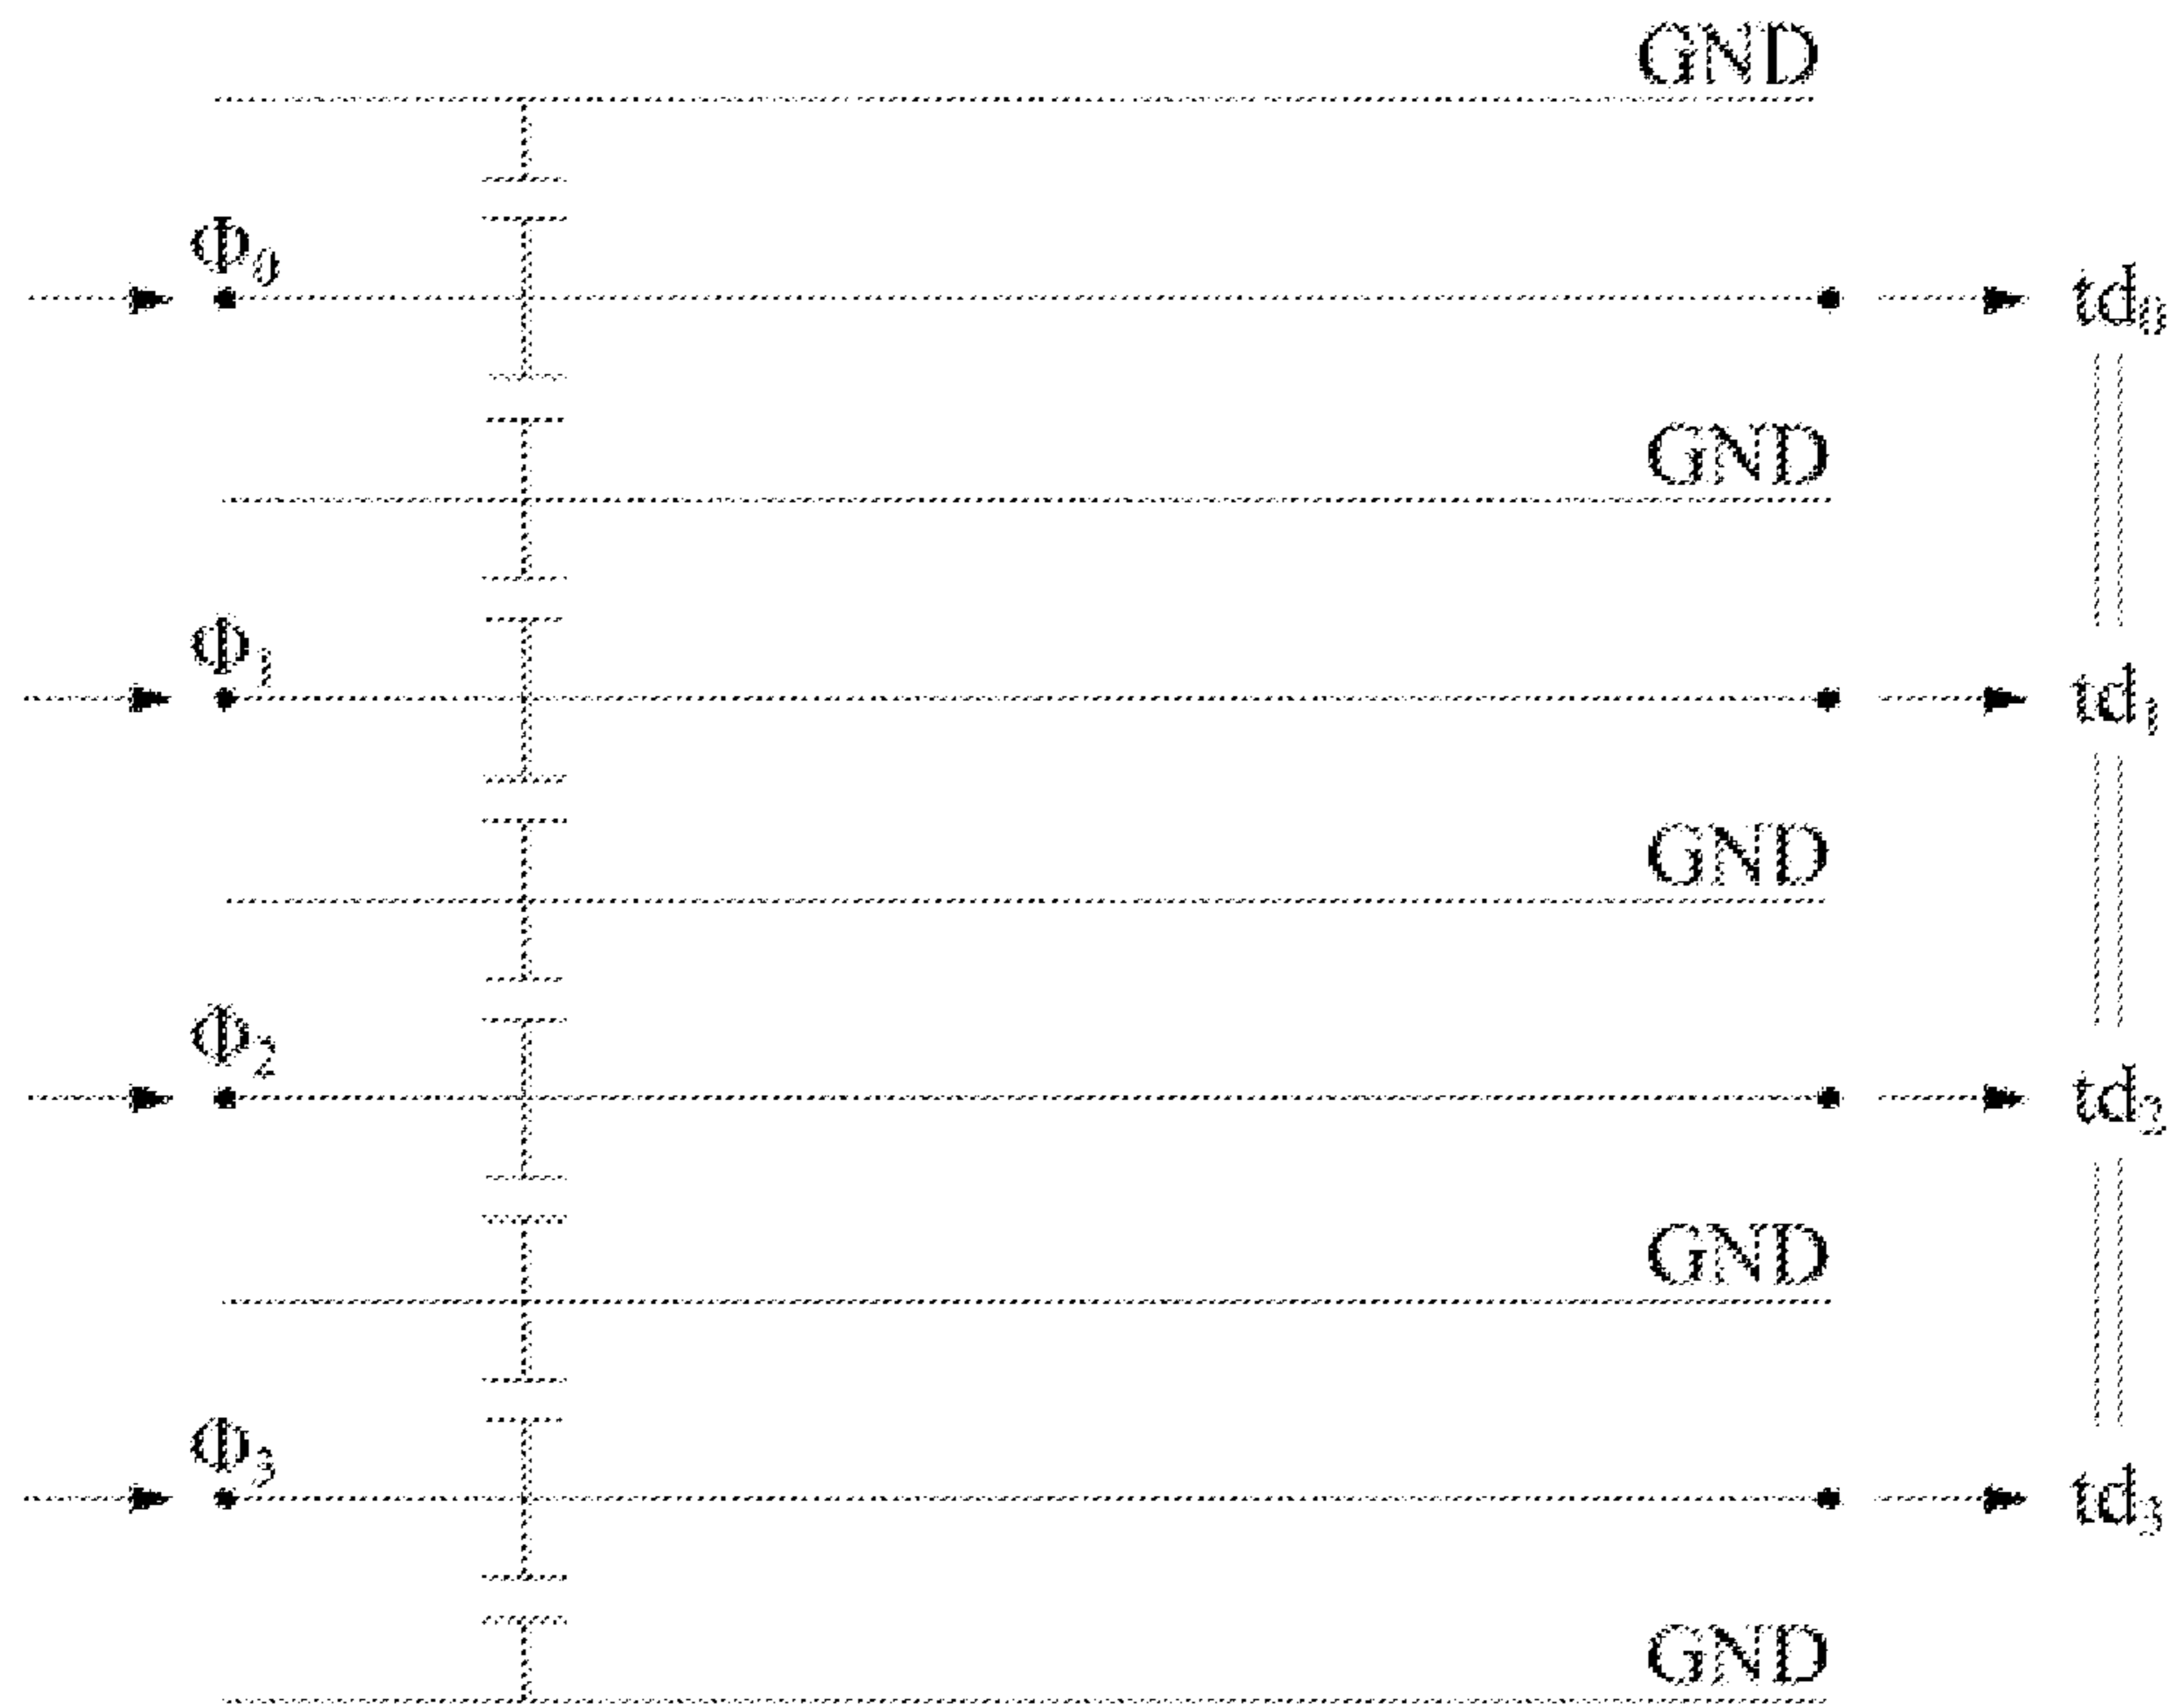 GND
Φ₀
td₀
GND
Φ₁
td₁
GND
Φ₂
td₂
GND
Φ₃
td₃
GND